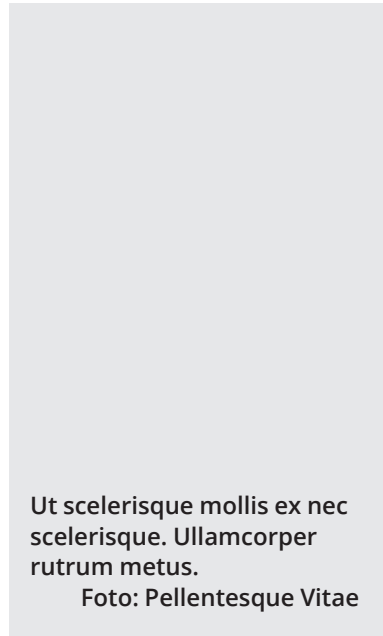 Ut scelerisque mollis ex nec
scelerisque. Ullamcorper
rutrum metus.
Foto: Pellentesque Vitae